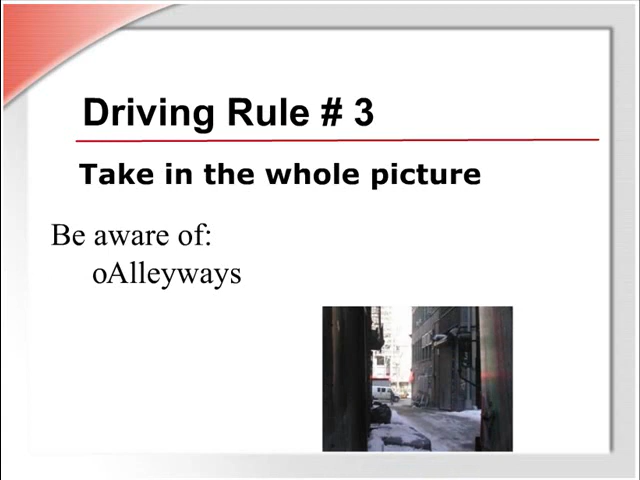 Driving Rule # 3
Take in the whole picture
Be aware of:
oAlleyways